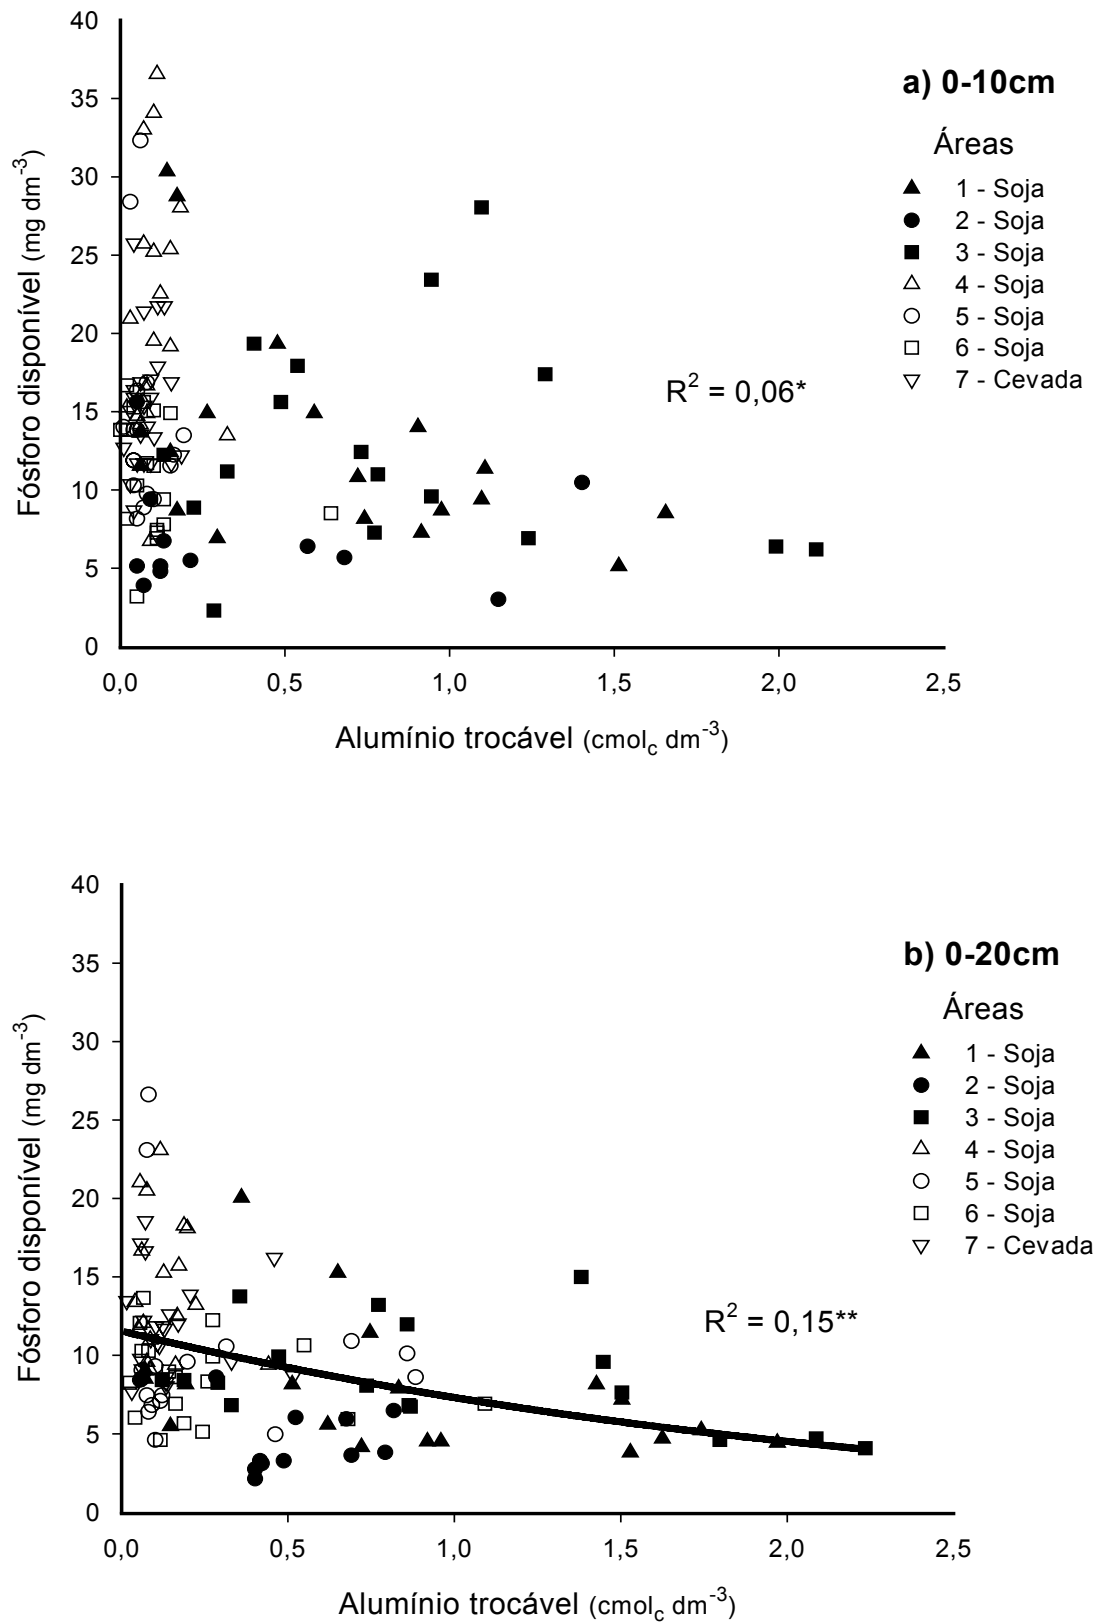 a) 0-10cm
Áreas
1 - Soja
2 - Soja
3 - Soja
4 - Soja
5 - Soja
6 - Soja
7 - Cevada
R² = 0,06*
Fósforo disponível (mg dm⁻³)
40
35
30
25
20
15
10
5
0
0,0 0,5 1,0 1,5 2,0 2,5
Alumínio trocável (cmol_c dm⁻³)
b) 0-20cm
Áreas
1 - Soja
2 - Soja
3 - Soja
4 - Soja
5 - Soja
6 - Soja
7 - Cevada
R² = 0,15**
Fósforo disponível (mg dm⁻³)
40
35
30
25
20
15
10
5
0
0,0 0,5 1,0 1,5 2,0 2,5
Alumínio trocável (cmol_c dm⁻³)